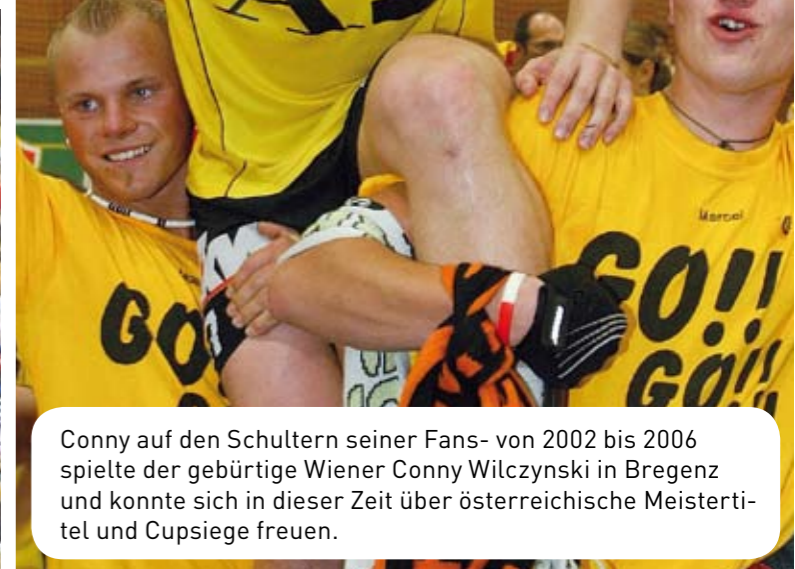 Marcel
GO!!
GO!!
GO
Conny auf den Schultern seiner Fans- von 2002 bis 2006
spielte der gebürtige Wiener Conny Wilczynski in Bregenz
und konnte sich in dieser Zeit über österreichische Meisterti-
tel und Cupsiege freuen.